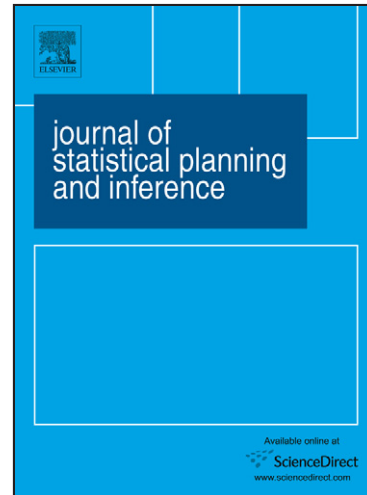 ELSEVIER
journal of
statistical planning
and inference
Available online at
ScienceDirect
www.sciencedirect.com